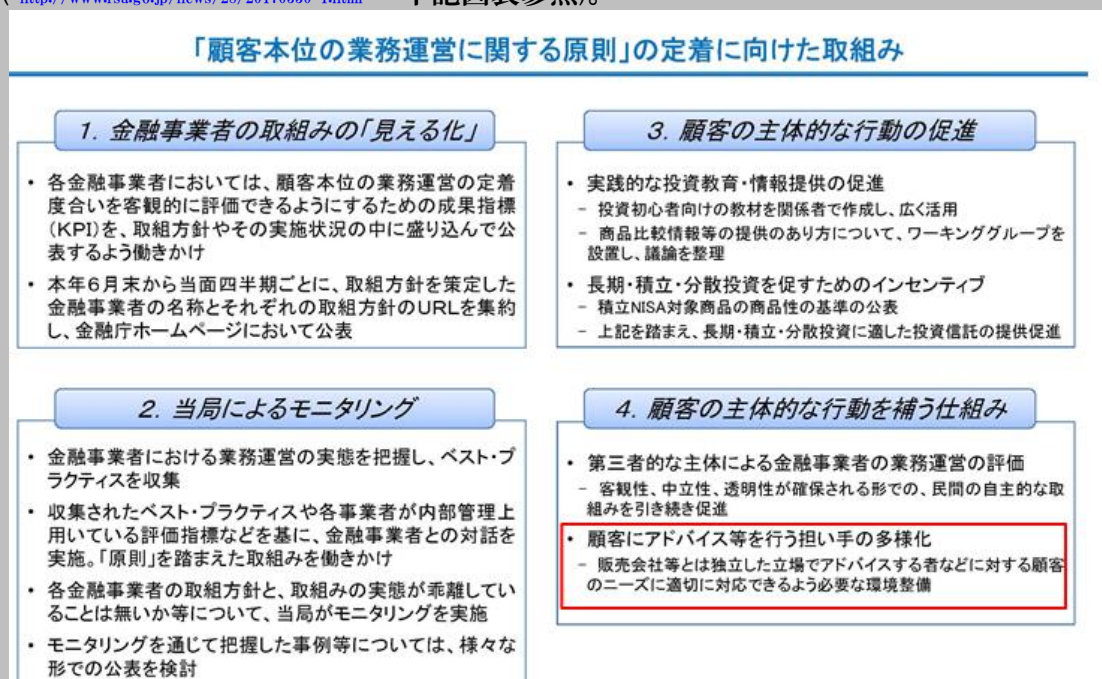 「顧客本位の業務運営に関する原則」の定着に向けた取組み
1. 金融事業者の取組みの「見える化」
・ 各金融事業者においては、顧客本位の業務運営の定着
度合いを客観的に評価できるようにするための成果指標
(KPI)を、取組方針やその実施状況の中に盛り込んで公
表するよう働きかけ
・ 本年6月末から当面四半期ごとに、取組方針を策定した
金融事業者の名称とそれぞれの取組方針のURLを集約
し、金融庁ホームページにおいて公表
2. 当局によるモニタリング
・ 金融事業者における業務運営の実態を把握し、ベスト・プ
ラクティスを収集
・ 収集されたベスト・プラクティスや各事業者が内部管理上
用いている評価指標などを基に、金融事業者との対話を
実施。「原則」を踏まえた取組みを働きかけ
・ 各金融事業者の取組方針と、取組みの実態が乖離してい
ることは無いか等について、当局がモニタリングを実施
・ モニタリングを通じて把握した事例等については、様々な
形での公表を検討
3. 顧客の主体的な行動の促進
・ 実践的な投資教育・情報提供の促進
− 投資初心者向けの教材を関係者で作成し、広く活用
− 商品比較情報等の提供のあり方について、ワーキンググループを
設置し、議論を整理
・ 長期・積立・分散投資を促すためのインセンティブ
− 積立NISA対象商品の商品性の基準の公表
− 上記を踏まえ、長期・積立・分散投資に適した投資信託の提供促進
4. 顧客の主体的な行動を補う仕組み
・ 第三者的な主体による金融事業者の業務運営の評価
− 客観性、中立性、透明性が確保される形での、民間の自主的な取
組みを引き続き促進
・ 顧客にアドバイス等を行う担い手の多様化
− 販売会社等とは独立した立場でアドバイスする者などに対する顧客
のニーズに適切に対応できるよう必要な環境整備